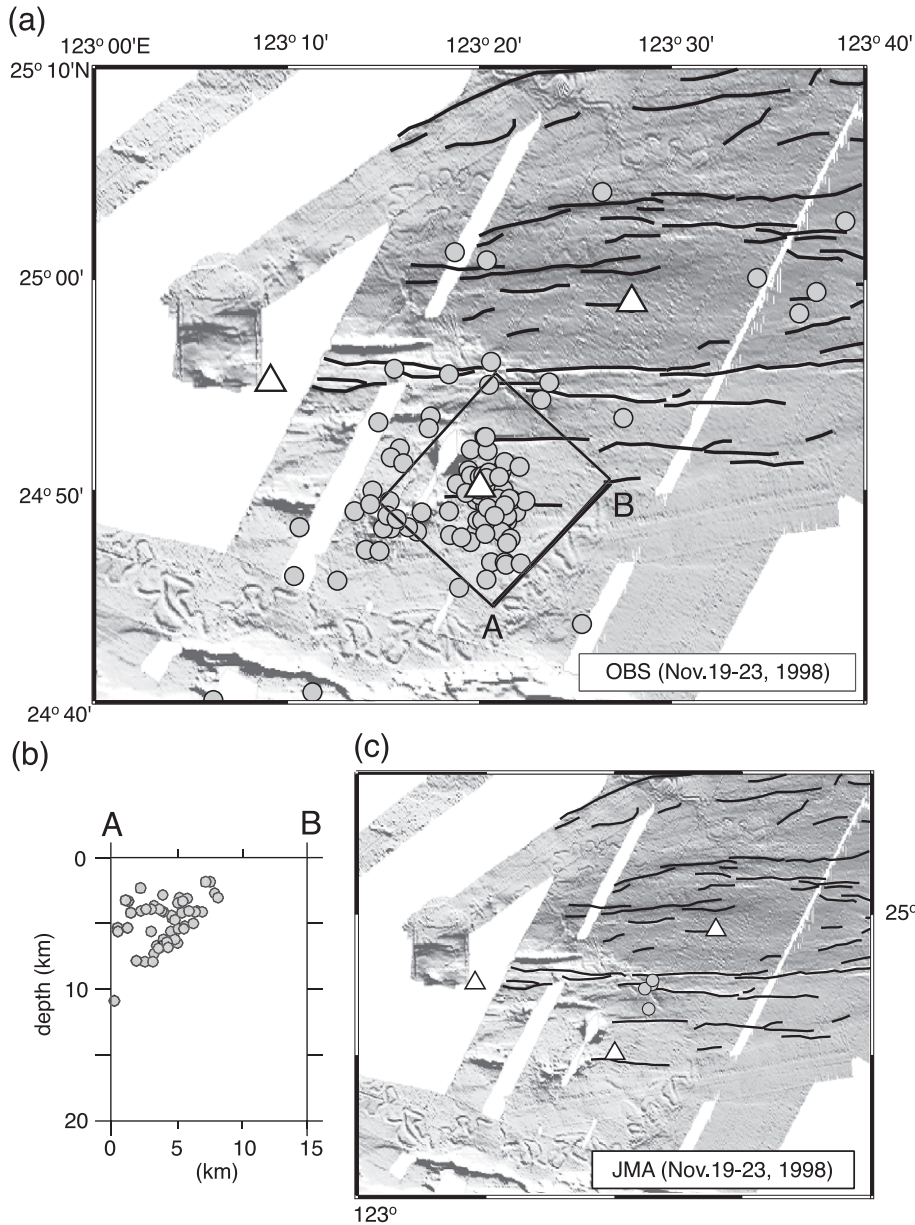 (a)
123° 00'E 123° 10' 123° 20' 123° 30' 123° 40'
25° 10'N
25° 00'
24° 50'
24° 40'
B
A
OBS (Nov.19-23, 1998)
(b)
A B
0
10
20
depth (km)
0 5 10 15
(km)
(c)
25°
JMA (Nov.19-23, 1998)
123°